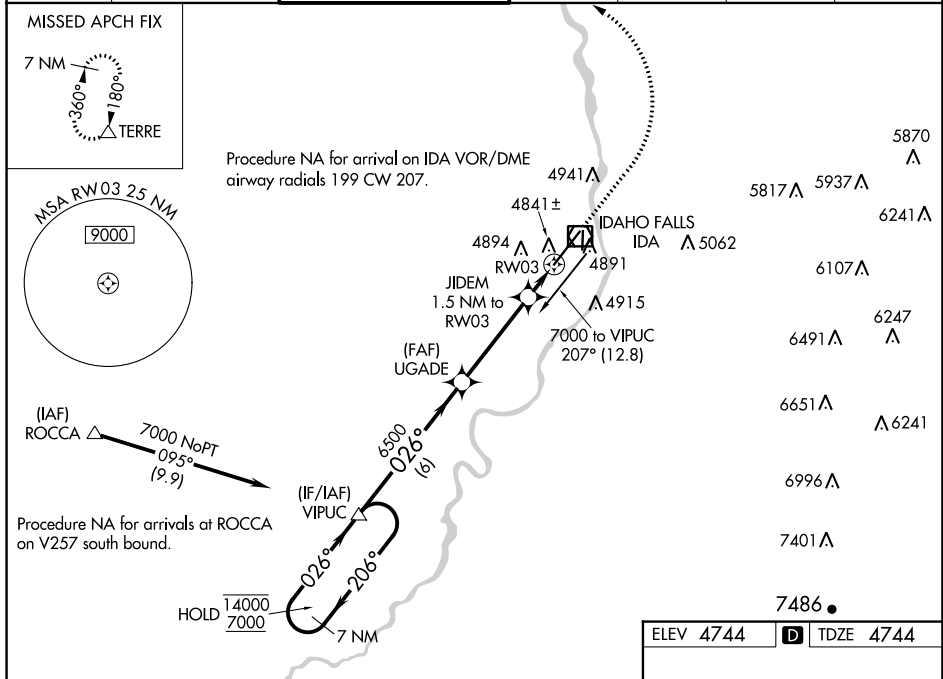 MISSED APCH FIX
7 NM
360°
180°
TERRE
Procedure NA for arrival on IDA VOR/DME
airway radials 199 CW 207.
MSA RW03 25 NM
9000
4941
4841±
4894
IDAHO FALLS
IDA
5062
RW03
4891
JIDEM
1.5 NM to
RW03
4915
7000 to VIPUC
207° (12.8)
(FAF)
UGADE
5870
5817
5937
6241
6107
6247
6491
6651
6241
6996
7401
7486
(IAF)
ROCCA
7000 NoPT
095°
(9.9)
6500
026°
(6)
(IF/IAF)
VIPUC
Procedure NA for arrivals at ROCCA
on V257 south bound.
026°
206°
HOLD
14000
7000
7 NM
ELEV 4744
D
TDZE 4744